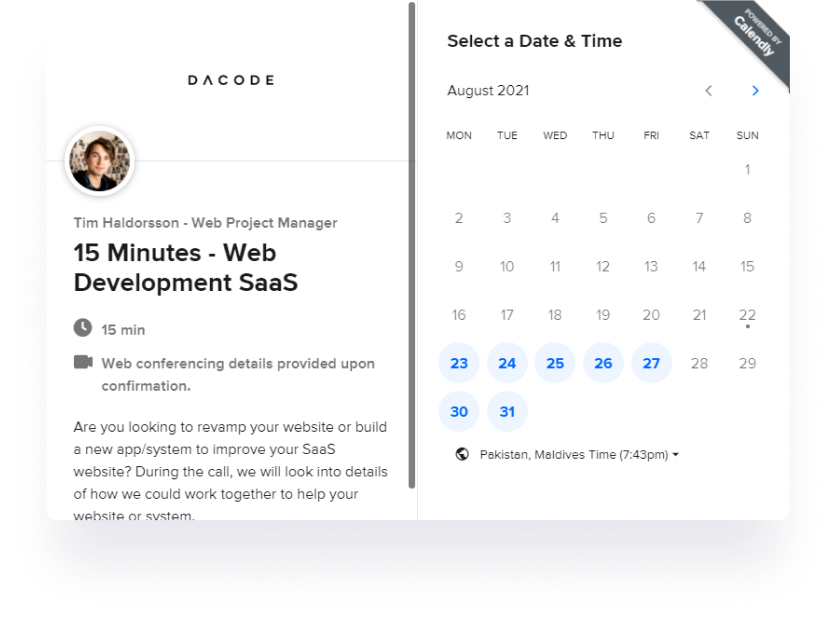 DACODE
Tim Haldorsson - Web Project Manager
15 Minutes - Web
Development SaaS
15 min
Web conferencing details provided upon
confirmation.
Are you looking to revamp your website or build
a new app/system to improve your SaaS
website? During the call, we will look into details
of how we could work together to help your
website or system.
POWERED BY
Calendly
Select a Date & Time
August 2021
MON TUE WED THU FRI SAT SUN
1
2 3 4 5 6 7 8
9 10 11 12 13 14 15
16 17 18 19 20 21 22
23 24 25 26 27 28 29
30 31
Pakistan, Maldives Time (7:43pm)